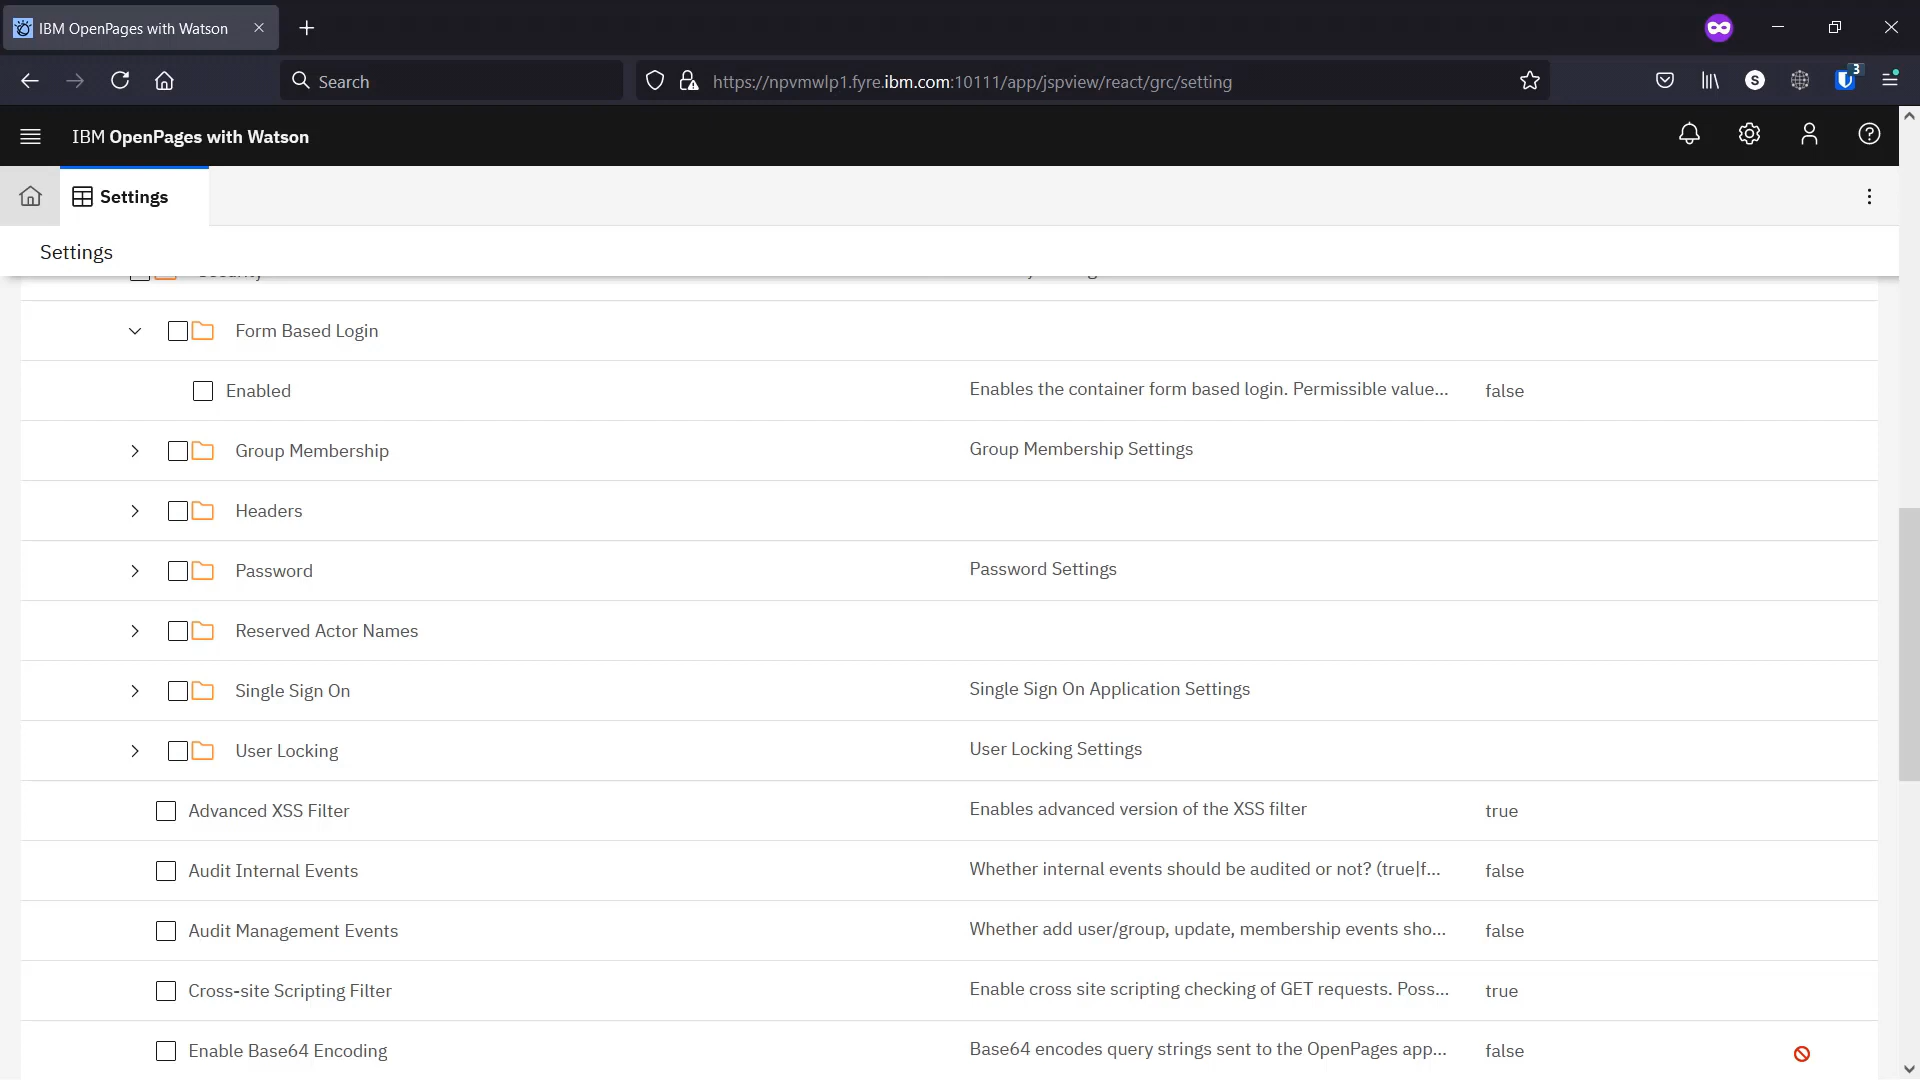 IBM OpenPages with Watson
Search
https://npvmwlp1.fyre.ibm.com:10111/app/jspview/react/grc/setting
S
3
IBM OpenPages with Watson
Settings
Settings
Form Based Login
Enabled Enables the container form based login. Permissible value... false
Group Membership Group Membership Settings
Headers
Password Password Settings
Reserved Actor Names
Single Sign On Single Sign On Application Settings
User Locking User Locking Settings
Advanced XSS Filter Enables advanced version of the XSS filter true
Audit Internal Events Whether internal events should be audited or not? (true|f... false
Audit Management Events Whether add user/group, update, membership events sho... false
Cross-site Scripting Filter Enable cross site scripting checking of GET requests. Poss... true
Enable Base64 Encoding Base64 encodes query strings sent to the OpenPages app... false